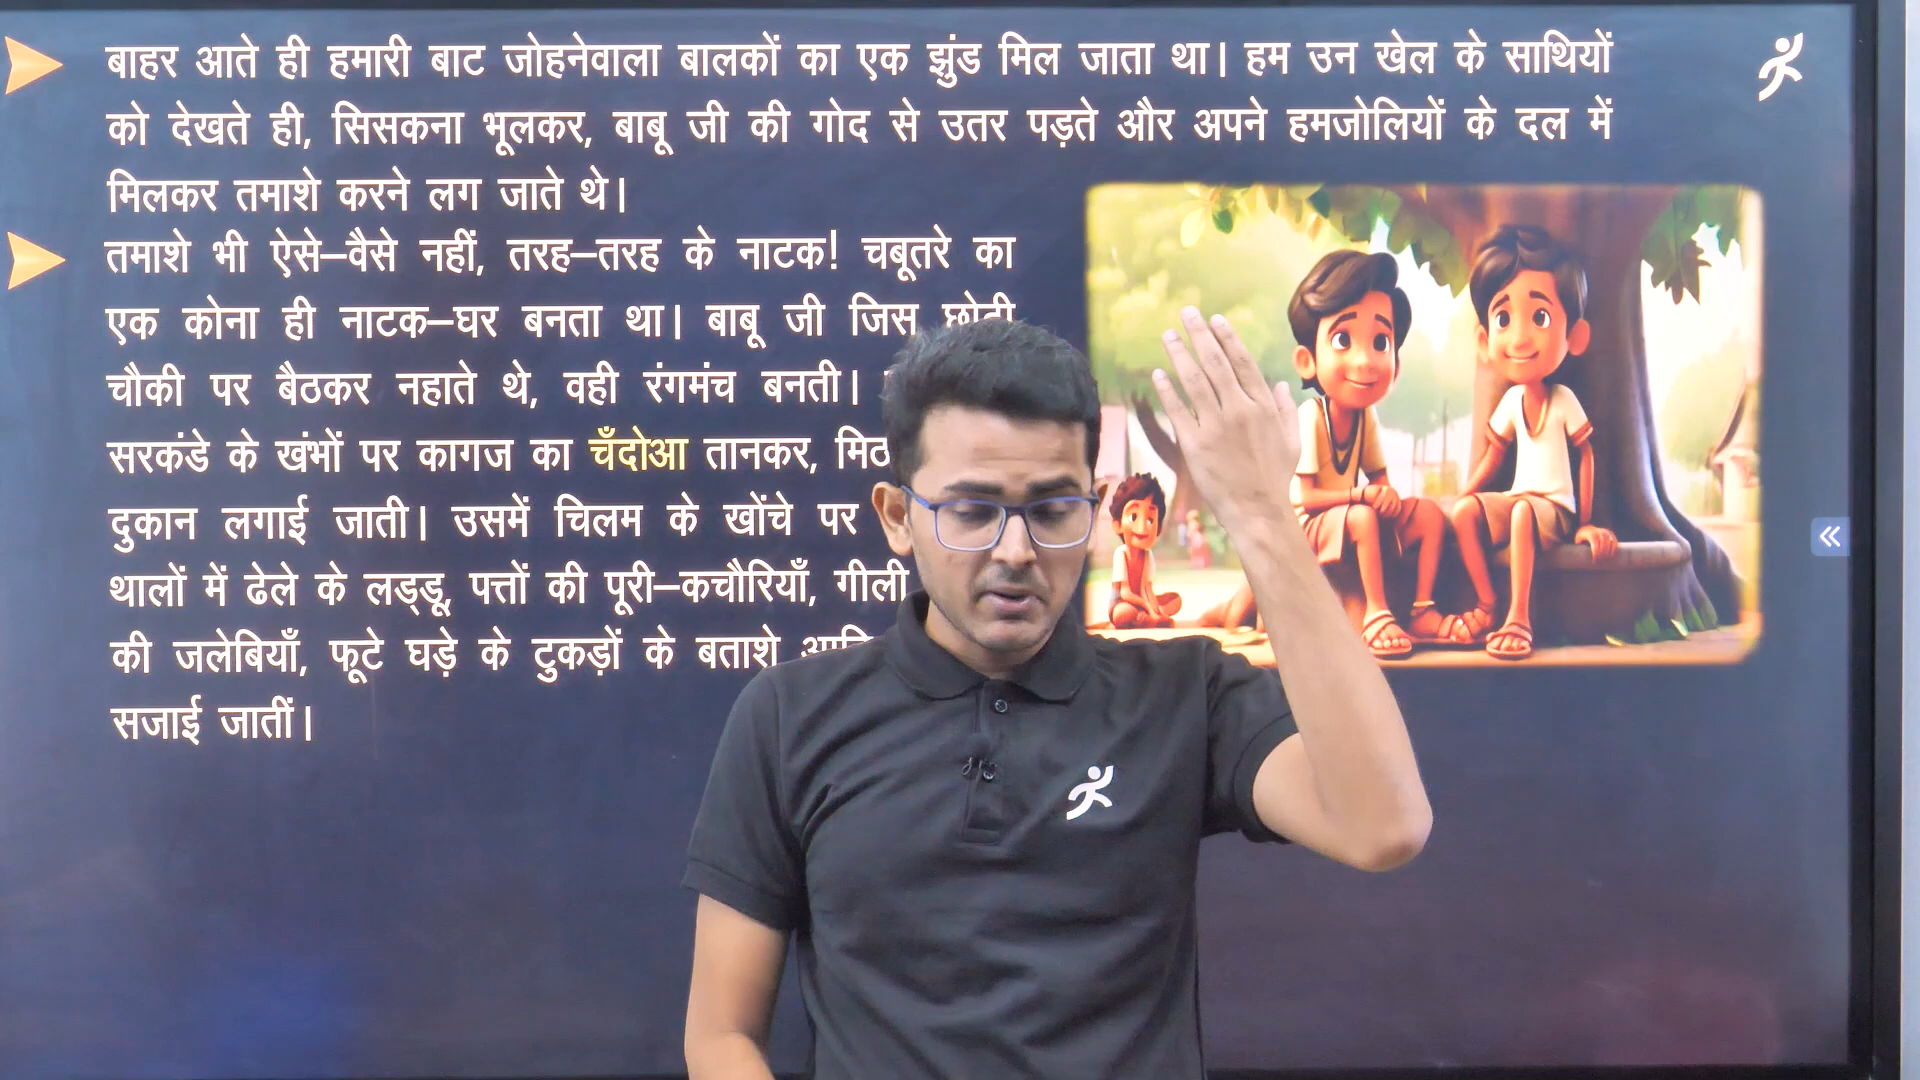 बाहर आते ही हमारी बाट जोहनेवाला बालकों का एक झुंड मिल जाता था। हम उन खेल के साथियों
को देखते ही, सिसकना भूलकर, बाबू जी की गोद से उतर पड़ते और अपने हमजोलियों के दल में
मिलकर तमाशे करने लग जाते थे।
तमाशे भी ऐसे–वैसे नहीं, तरह–तरह के नाटक! चबूतरे का
एक कोना ही नाटक–घर बनता था। बाबू जी जिस छोटी
चौकी पर बैठकर नहाते थे, वही रंगमंच बनती।
सरकंडे के खंभों पर कागज का चँदोआ तानकर,
दुकान लगाई जाती। उसमें चिलम के खोंचे पर
थालों में ढेले के लड्डू, पत्तों की पूरी–कचौरियाँ, गीली
की जलेबियाँ, फूटे घड़े के टुकड़ों के बताशे
सजाई जातीं।